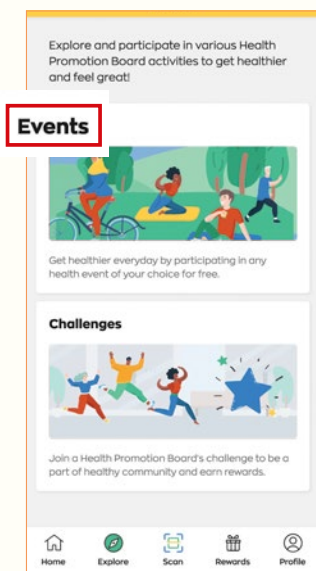 Explore and participate in various Health
Promotion Board activities to get healthier
and feel great!
Events
Get healthier everyday by participating in any
health event of your choice for free.
Challenges
Join a Health Promotion Board's challenge to be a
part of healthy community and earn rewards.
Home Explore Scan Rewards Profile